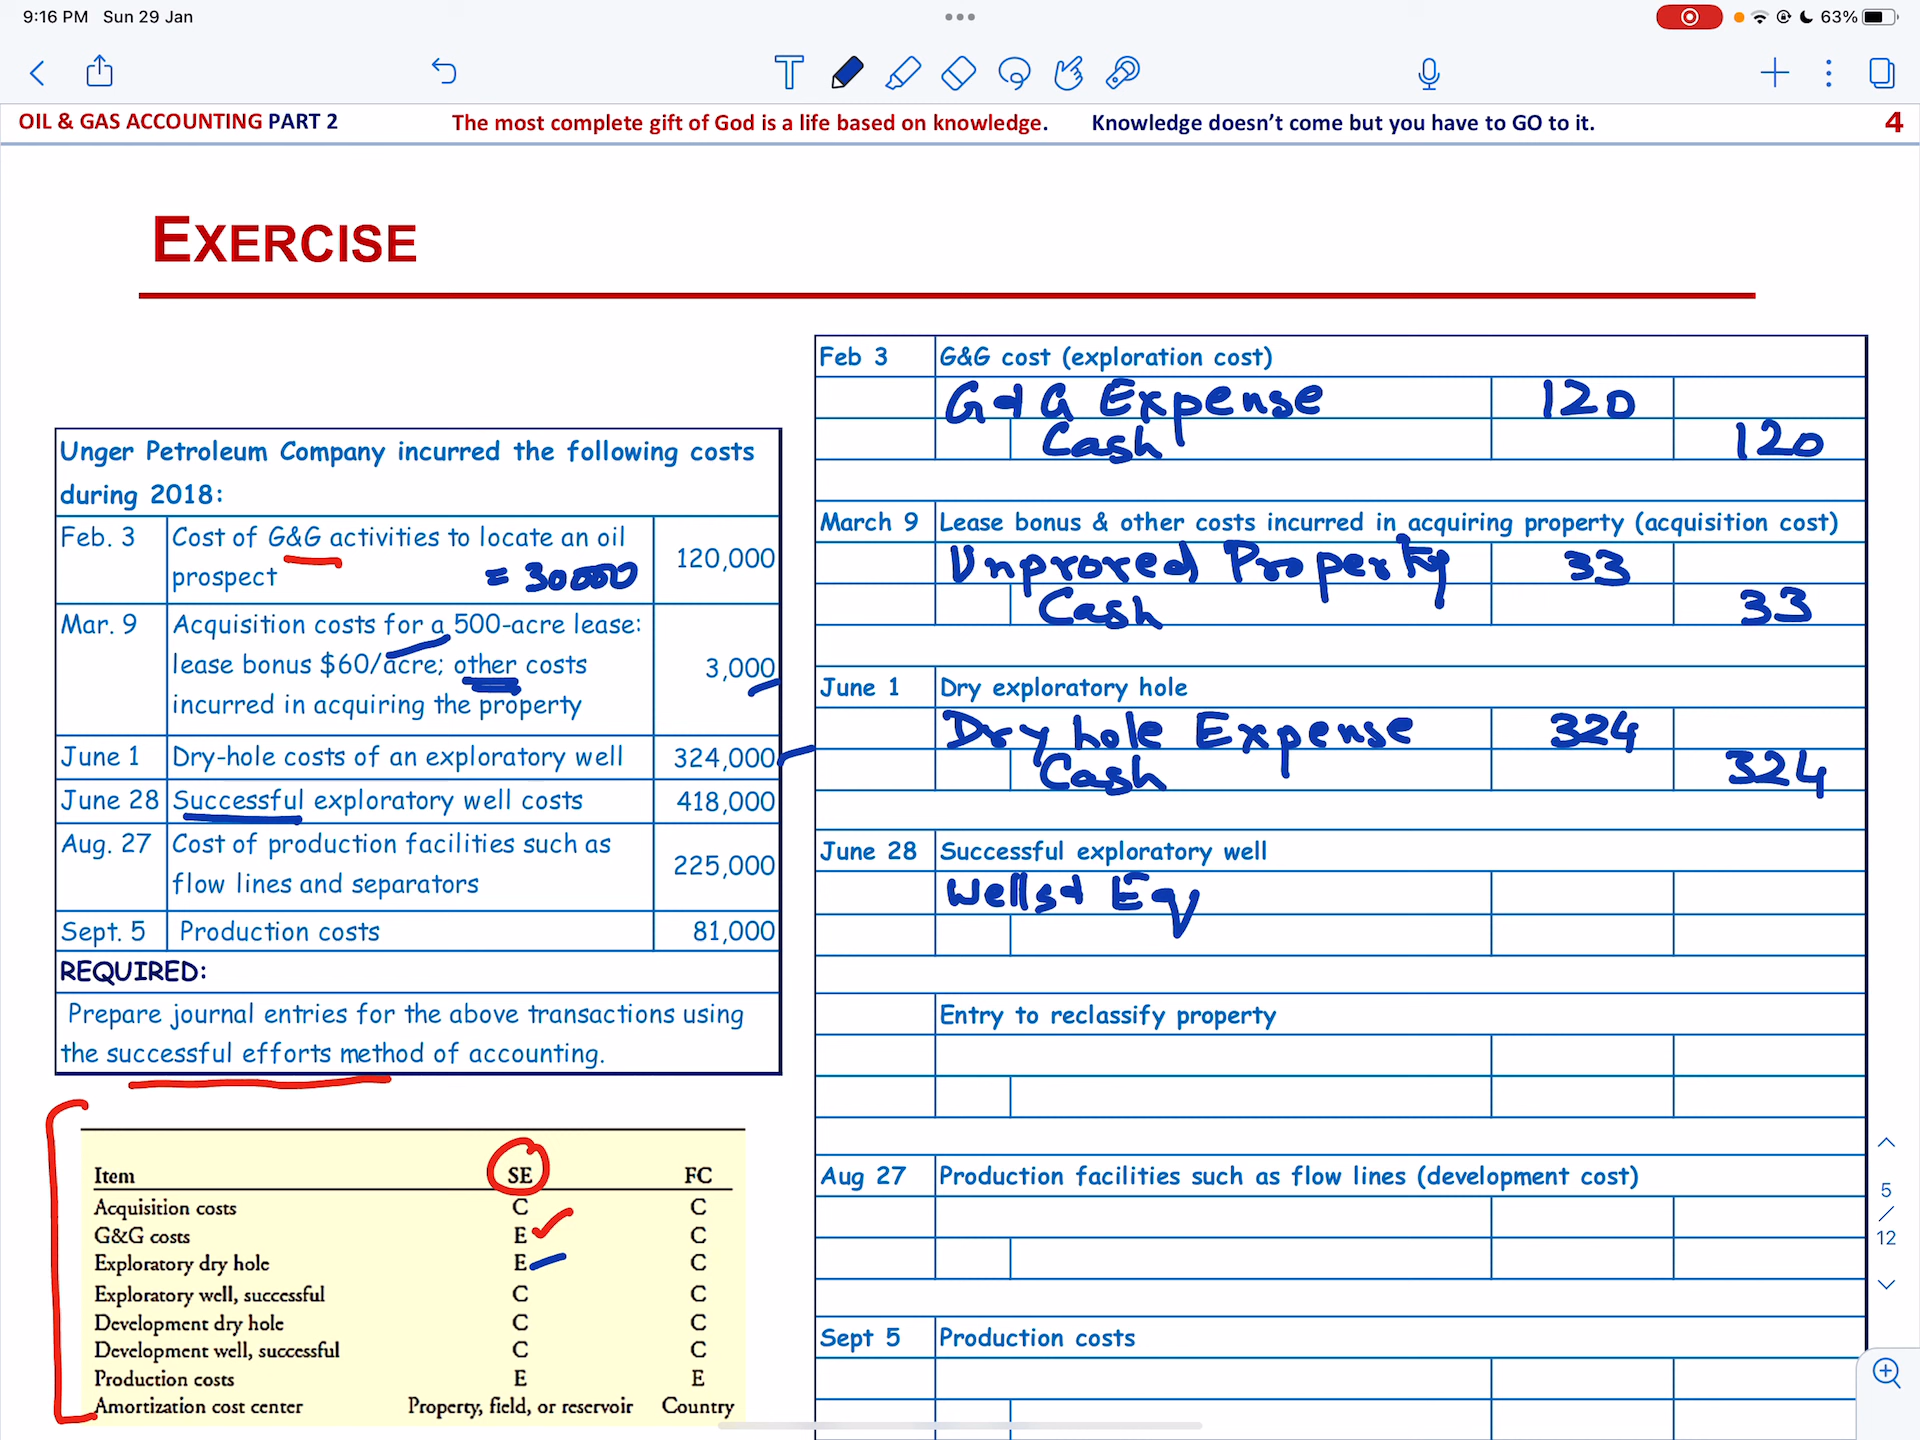 9:16 PM Sun 29 Jan
63%
OIL & GAS ACCOUNTING PART 2 The most complete gift of God is a life based on knowledge. Knowledge doesn't come but you have to GO to it. 4
EXERCISE
Unger Petroleum Company incurred the following costs
during 2018:
Feb. 3 Cost of G&G activities to locate an oil
prospect 120,000
= 30000
Mar. 9 Acquisition costs for a 500-acre lease:
lease bonus $60/acre; other costs 3,000
incurred in acquiring the property
June 1 Dry-hole costs of an exploratory well 324,000
June 28 Successful exploratory well costs 418,000
Aug. 27 Cost of production facilities such as
flow lines and separators 225,000
Sept. 5 Production costs 81,000
REQUIRED:
Prepare journal entries for the above transactions using
the successful efforts method of accounting.
Item SE FC
Acquisition costs C C
G&G costs E C
Exploratory dry hole E C
Exploratory well, successful C C
Development dry hole C C
Development well, successful C C
Production costs E E
Amortization cost center Property, field, or reservoir Country
Feb 3 G&G cost (exploration cost)
G & G Expense 120
Cash 120
March 9 Lease bonus & other costs incurred in acquiring property (acquisition cost)
Unproved Property 33
Cash 33
June 1 Dry exploratory hole
Dry hole Expense 324
Cash 324
June 28 Successful exploratory well
Wells & Eq
Entry to reclassify property
Aug 27 Production facilities such as flow lines (development cost)
Sept 5 Production costs
5
/
12